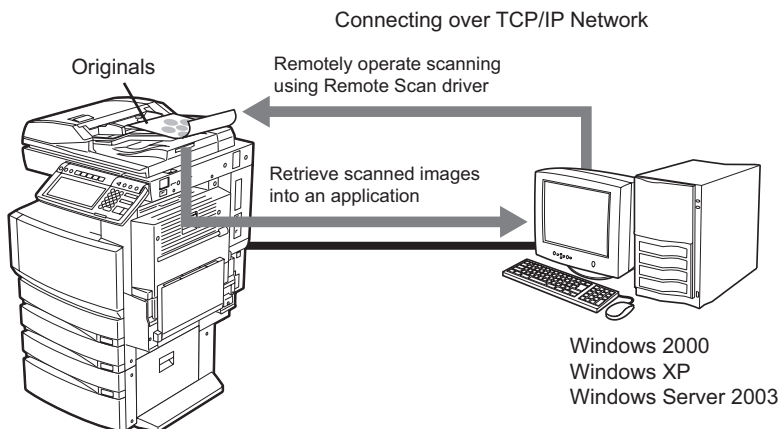 Connecting over TCP/IP Network
Originals
Remotely operate scanning
using Remote Scan driver
Retrieve scanned images
into an application
Windows 2000
Windows XP
Windows Server 2003